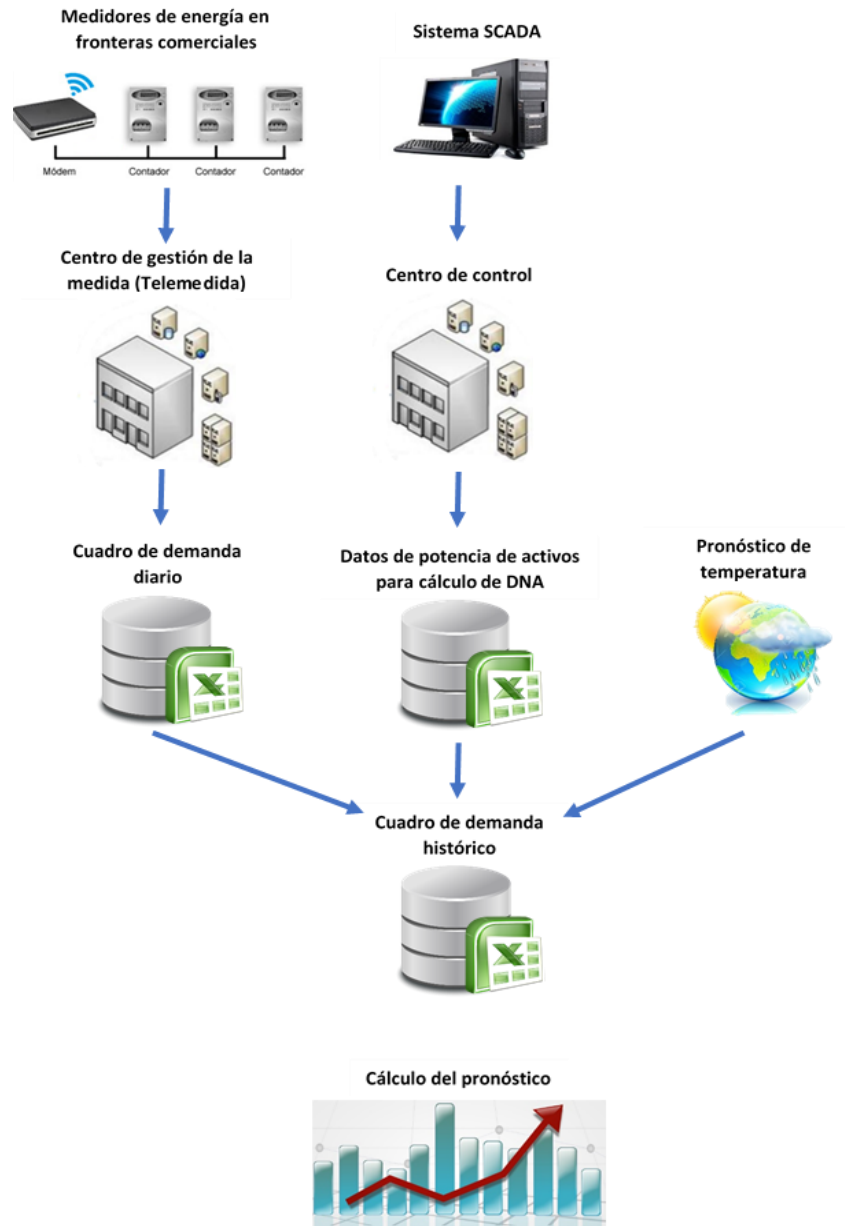 Medidores de energía en
fronteras comerciales
Sistema SCADA
Módem
Contador
Contador
Contador
Centro de gestión de la
medida (Telemedida)
Centro de control
Cuadro de demanda
diario
Datos de potencia de activos
para cálculo de DNA
Pronóstico de
temperatura
Cuadro de demanda
histórico
Cálculo del pronóstico